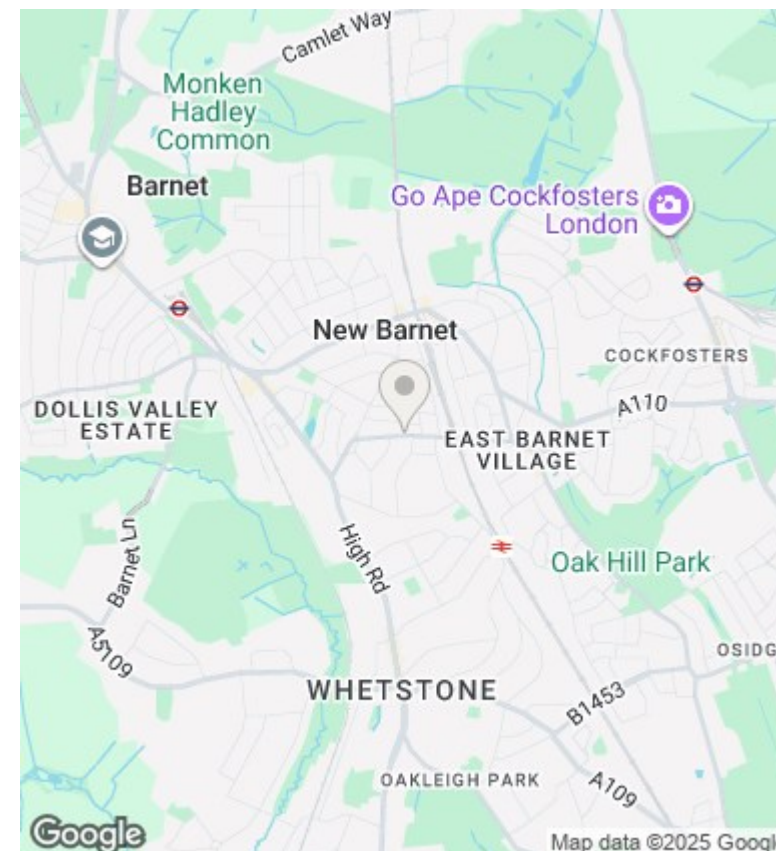 Camlet Way
Monken
Hadley
Common
Barnet
Go Ape Cockfosters
London
New Barnet
COCKFOSTERS
A110
DOLLIS VALLEY
ESTATE
EAST BARNET
VILLAGE
High Rd
Barnet Ln
Oak Hill Park
A5109
OSIDG
WHETSTONE
B1453
OAKLEIGH PARK
A109
Google
Map data ©2025 Googl